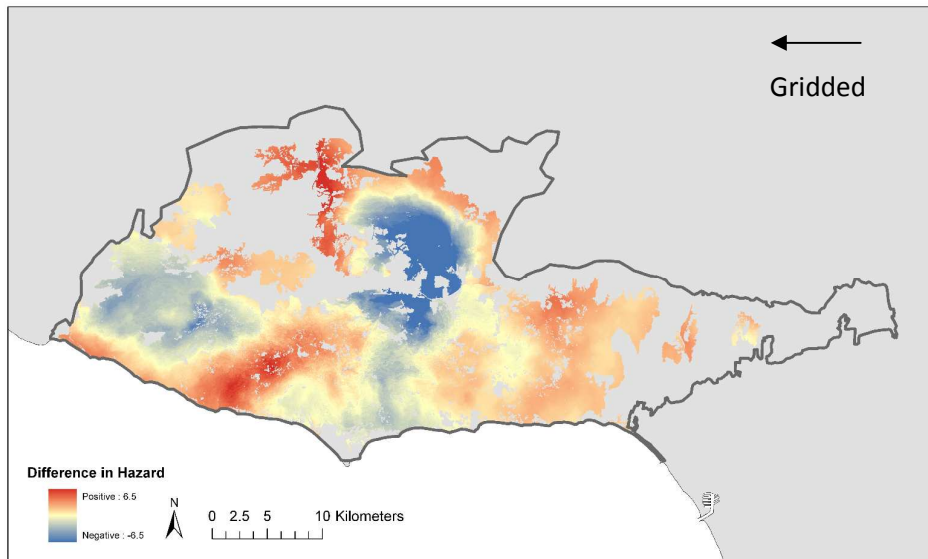 Gridded
Difference in Hazard
Positive : 6.5
Negative : -6.5
N
0 2.5 5 10 Kilometers